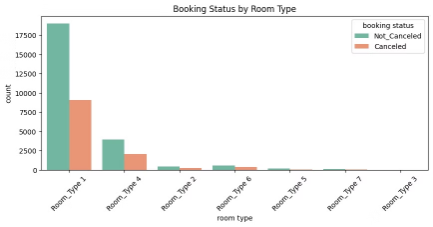 Booking Status by Room Type
booking status
Not_Canceled
Canceled
count
17500
15000
12500
10000
7500
5000
2500
0
Room_Type 1
Room_Type 4
Room_Type 2
Room_Type 6
Room_Type 5
Room_Type 7
Room_Type 3
room type